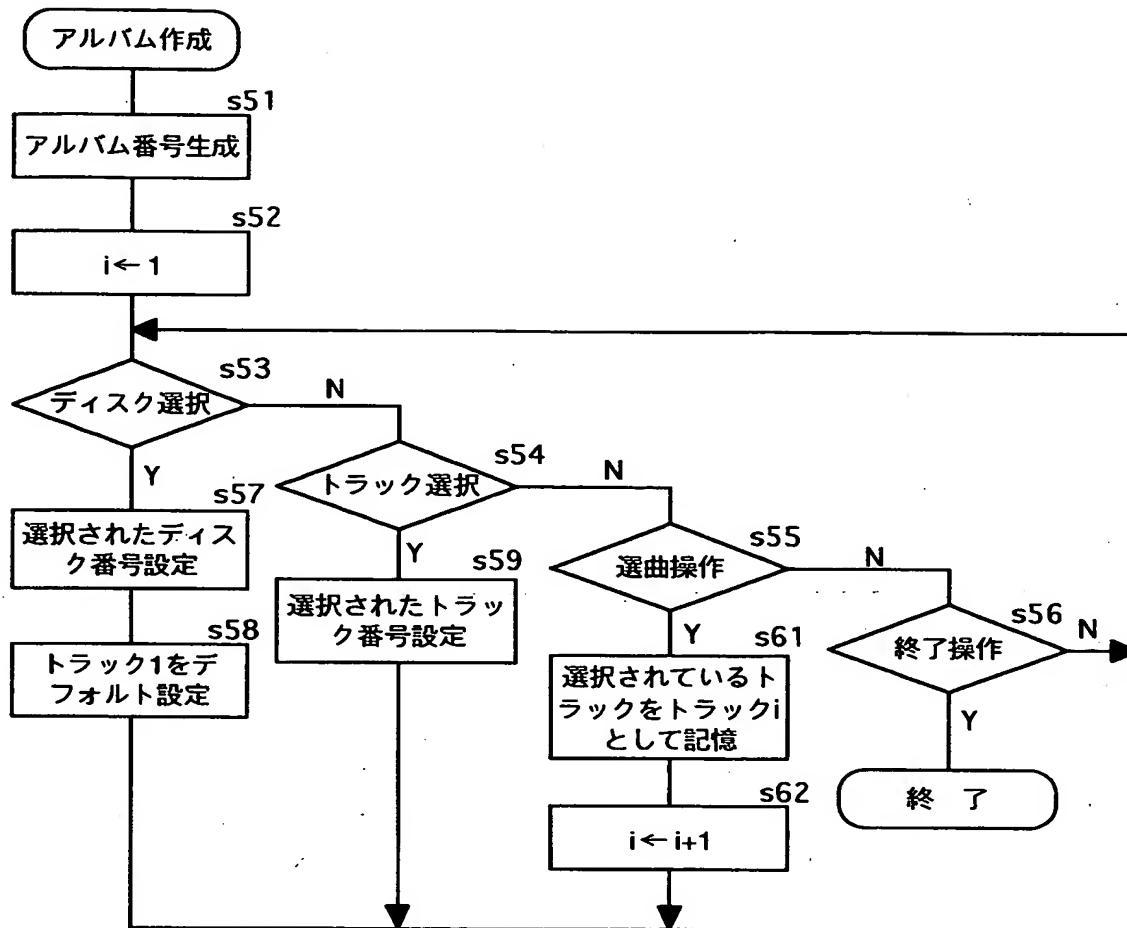 アルバム作成
s51
アルバム番号生成
s52
i←1
s53
ディスク選択
N
Y
s54
トラック選択
N
Y
s57
選択されたディス
ク番号設定
s58
トラック1をデ
フォルト設定
s59
選択されたトラッ
ク番号設定
s55
選曲操作
N
Y
s61
選択されているト
ラックをトラックi
として記憶
s62
i←i+1
s56
終了操作
N
Y
終 了